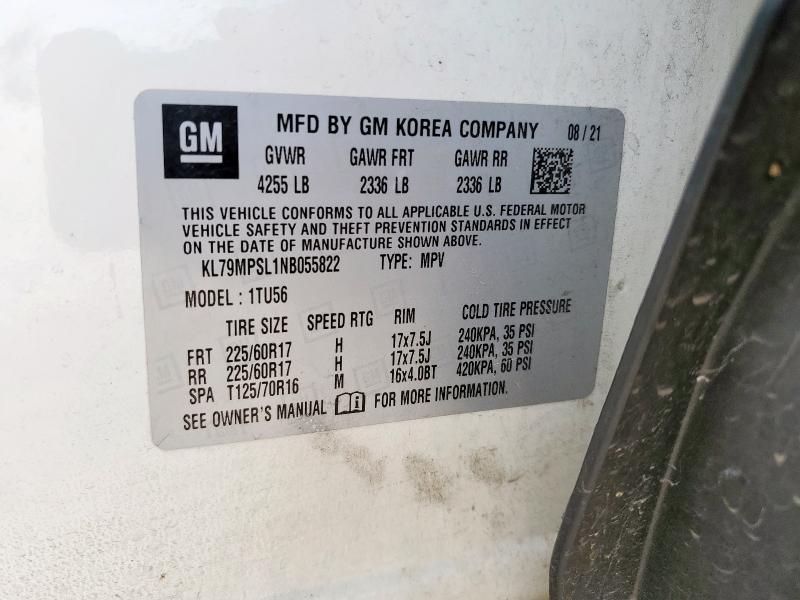 GM MFD BY GM KOREA COMPANY 08 / 21
GVWR GAWR FRT GAWR RR
4255 LB 2336 LB 2336 LB
THIS VEHICLE CONFORMS TO ALL APPLICABLE U.S. FEDERAL MOTOR
VEHICLE SAFETY AND THEFT PREVENTION STANDARDS IN EFFECT
ON THE DATE OF MANUFACTURE SHOWN ABOVE.
KL79MPSL1NB055822 TYPE: MPV
MODEL : 1TU56
TIRE SIZE SPEED RTG RIM COLD TIRE PRESSURE
FRT 225/60R17 H 17x7.5J 240KPA, 35 PSI
RR 225/60R17 H 17x7.5J 240KPA, 35 PSI
SPA T125/70R16 M 16x4.0BT 420KPA, 60 PSI
SEE OWNER'S MANUAL FOR MORE INFORMATION.